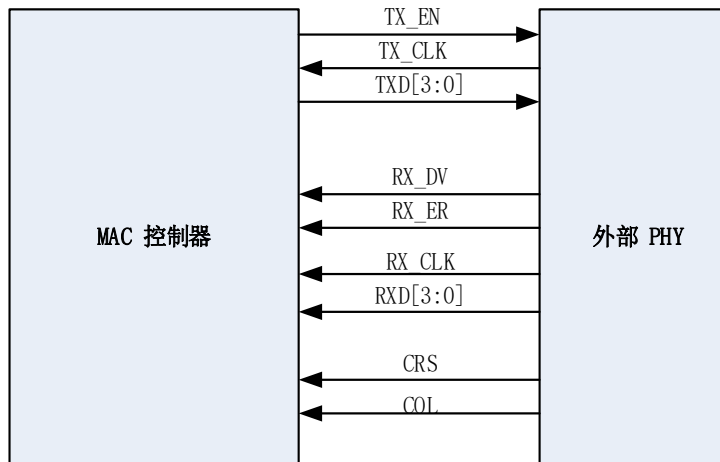 TX_EN
TX_CLK
TXD[3:0]
RX_DV
RX_ER
MAC 控制器
外部 PHY
RX_CLK
RXD[3:0]
CRS
COL